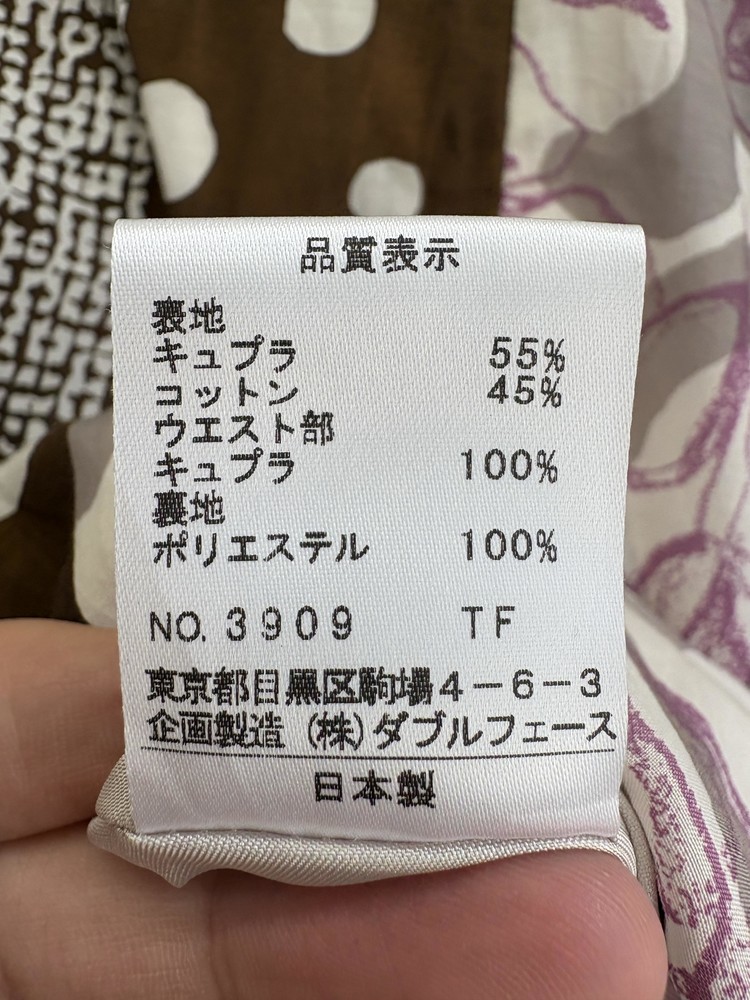 品質表示
表地
キュプラ 55%
コットン 45%
ウエスト部
キュプラ 100%
裏地
ポリエステル 100%
NO. 3909 TF
東京都目黒区駒場4－6－3
企画製造 (株)ダブルフェース
日本製